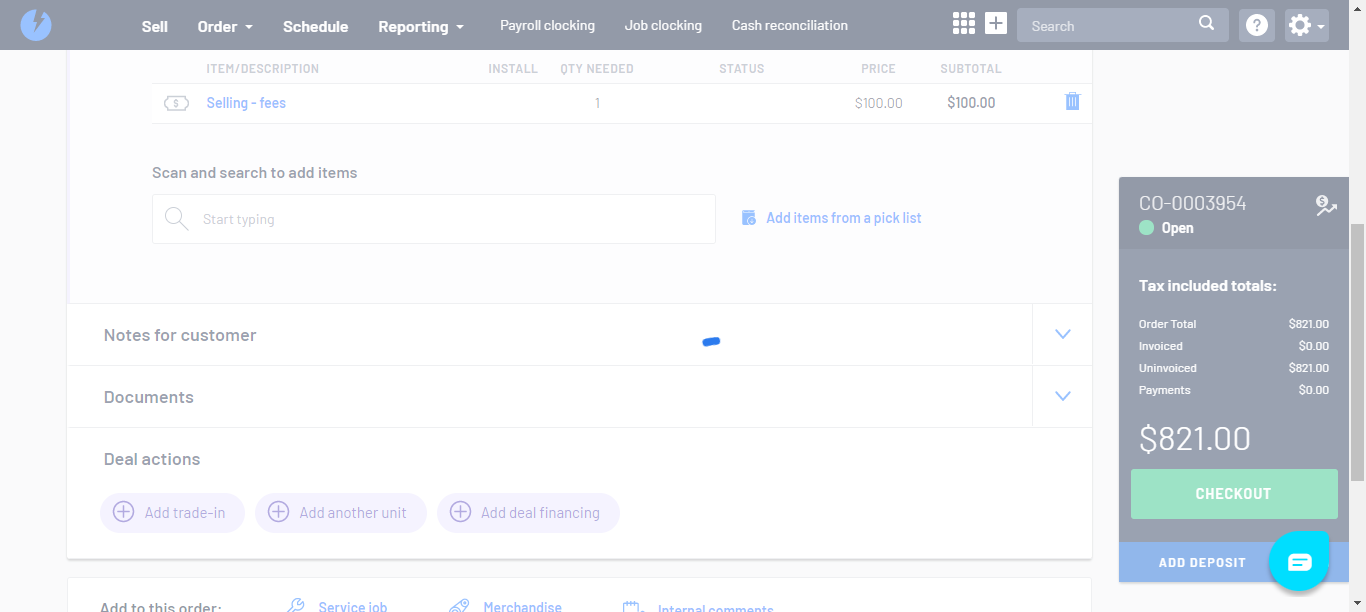 Sell Order Schedule Reporting Payroll clocking Job clocking Cash reconciliation Search ?
ITEM/DESCRIPTION INSTALL QTY NEEDED STATUS PRICE SUBTOTAL
$ Selling - fees 1 $100.00 $100.00
Scan and search to add items
Start typing Add items from a pick list
Notes for customer
Documents
Deal actions
Add trade-in Add another unit Add deal financing
Add to this order: Service job Merchandise Internal comments
CO-0003954 $
Open
Tax included totals:
Order Total $821.00
Invoiced $0.00
Uninvoiced $821.00
Payments $0.00
$821.00
CHECKOUT
ADD DEPOSIT